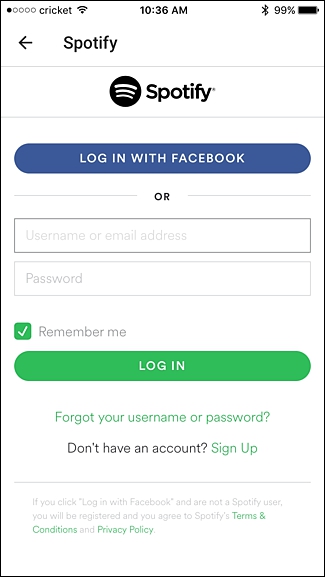 cricket 10:36 AM 99%
Spotify
Spotify®
LOG IN WITH FACEBOOK
OR
Username or email address
Password
Remember me
LOG IN
Forgot your username or password?
Don't have an account? Sign Up
If you click "Log in with Facebook" and are not a Spotify user,
you will be registered and you agree to Spotify's Terms &
Conditions and Privacy Policy.